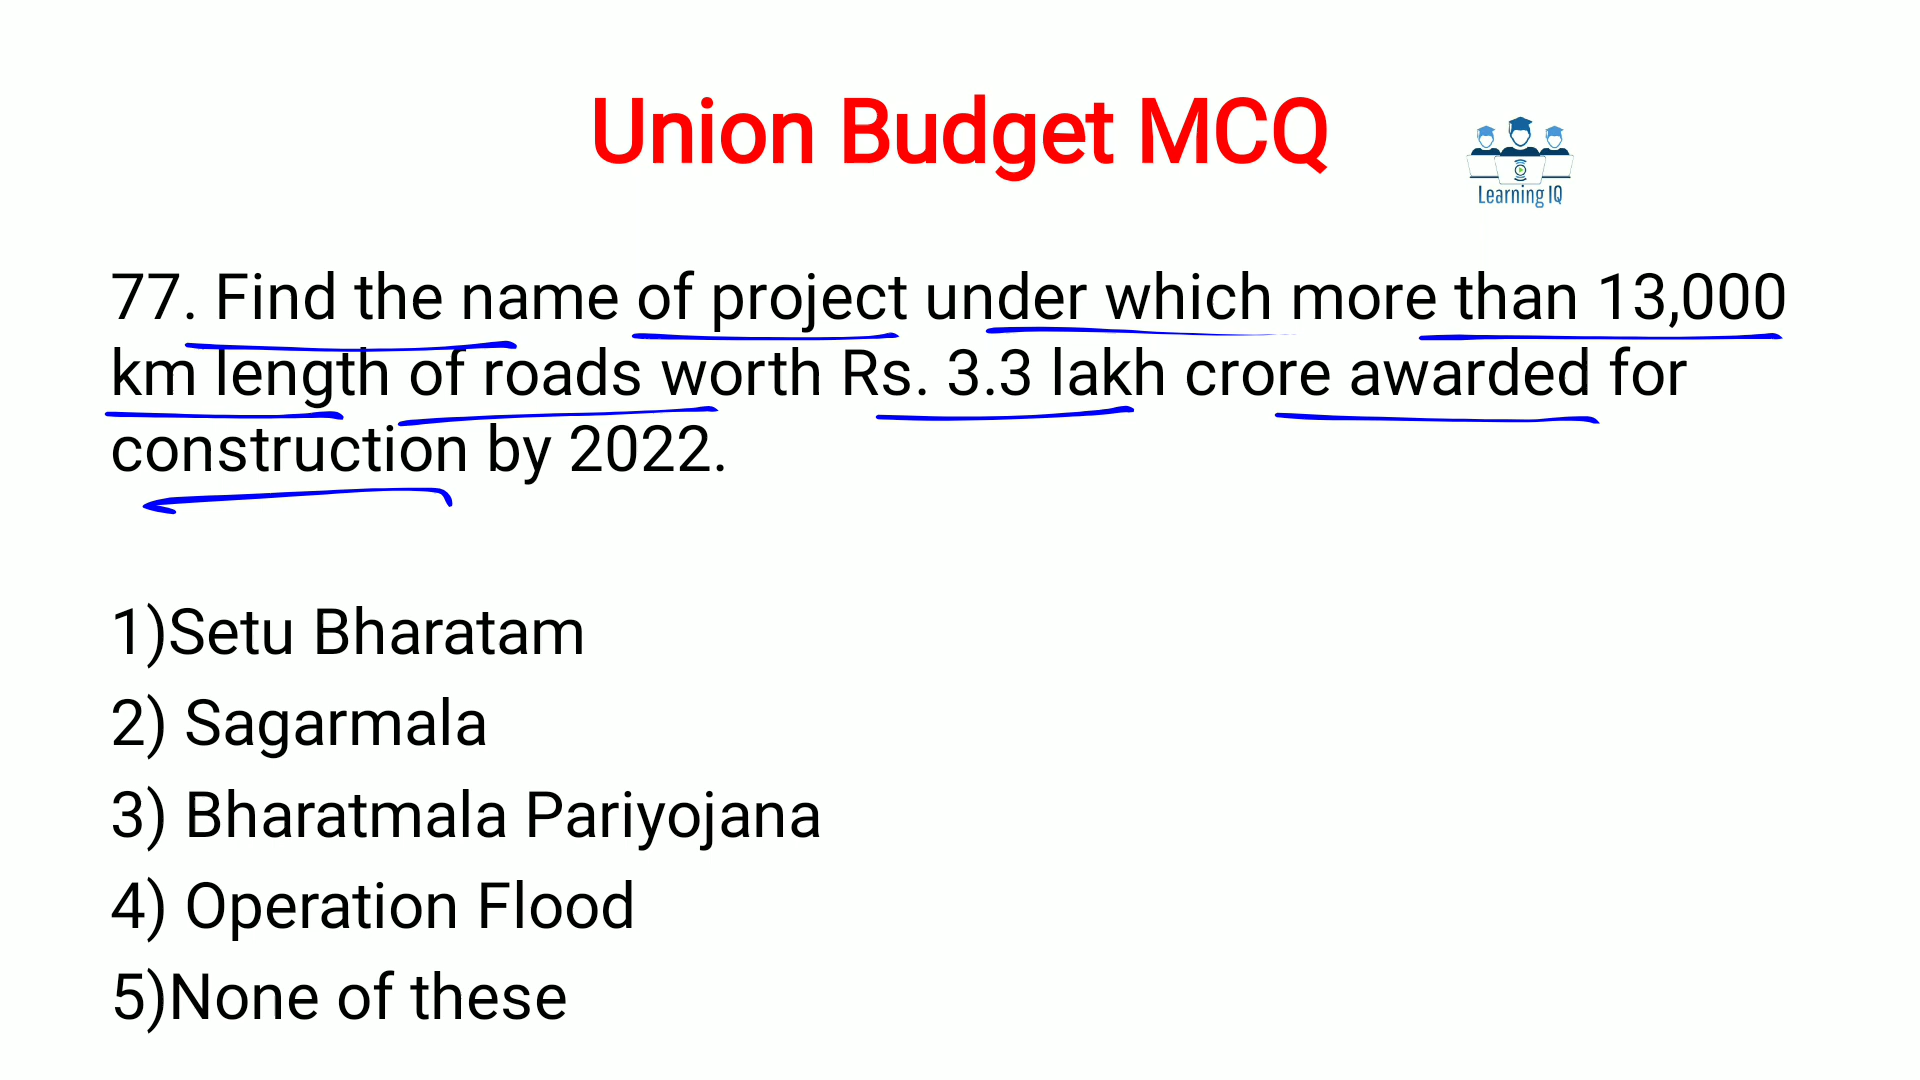 Union Budget MCQ
Learning IQ
77. Find the name of project under which more than 13,000
km length of roads worth Rs. 3.3 lakh crore awarded for
construction by 2022.
1)Setu Bharatam
2) Sagarmala
3) Bharatmala Pariyojana
4) Operation Flood
5)None of these